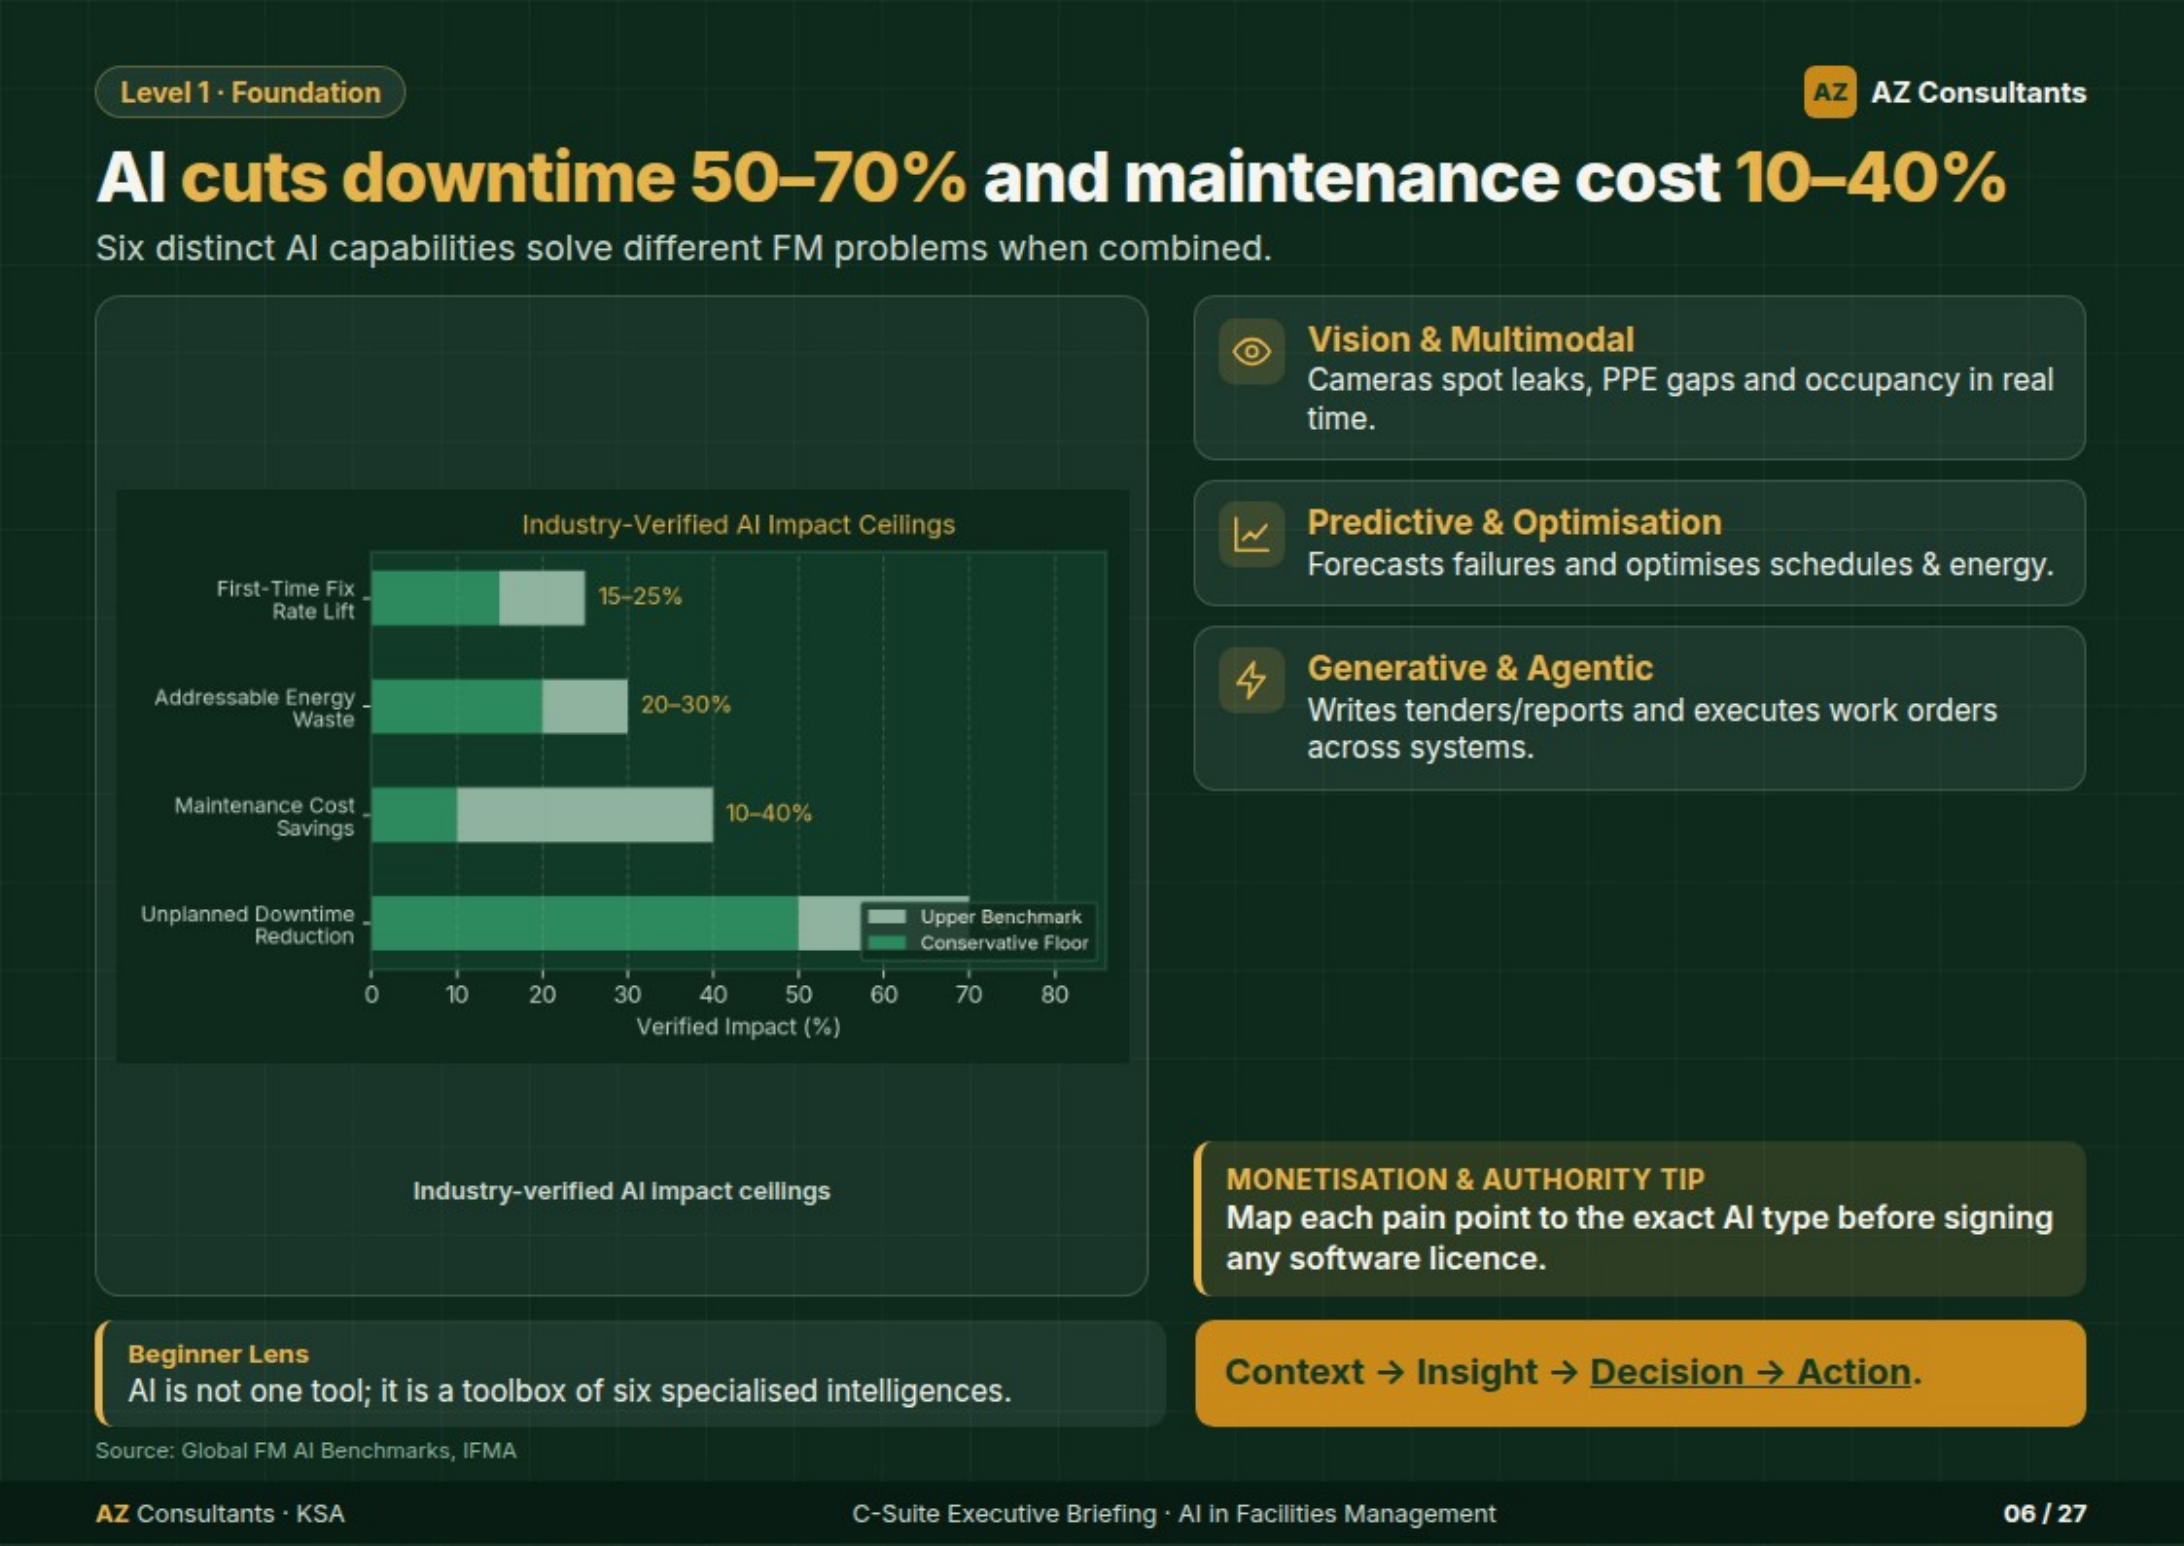 Level 1 · Foundation
AZ AZ Consultants
AI cuts downtime 50–70% and maintenance cost 10–40%
Six distinct AI capabilities solve different FM problems when combined.
Industry-Verified AI Impact Ceilings
First-Time Fix
Rate Lift
15–25%
Addressable Energy
Waste
20–30%
Maintenance Cost
Savings
10–40%
Unplanned Downtime
Reduction
Upper Benchmark
Conservative Floor
0 10 20 30 40 50 60 70 80
Verified Impact (%)
Industry-verified AI impact ceilings
Vision & Multimodal
Cameras spot leaks, PPE gaps and occupancy in real
time.
Predictive & Optimisation
Forecasts failures and optimises schedules & energy.
Generative & Agentic
Writes tenders/reports and executes work orders
across systems.
MONETISATION & AUTHORITY TIP
Map each pain point to the exact AI type before signing
any software licence.
Beginner Lens
AI is not one tool; it is a toolbox of six specialised intelligences.
Context → Insight → Decision → Action.
Source: Global FM AI Benchmarks, IFMA
AZ Consultants · KSA
C-Suite Executive Briefing · AI in Facilities Management
06 / 27